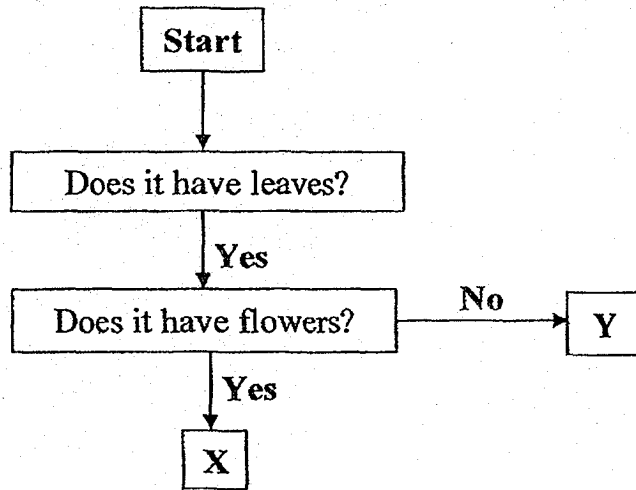 Start
Does it have leaves?
Yes
Does it have flowers?
No
Y
Yes
X